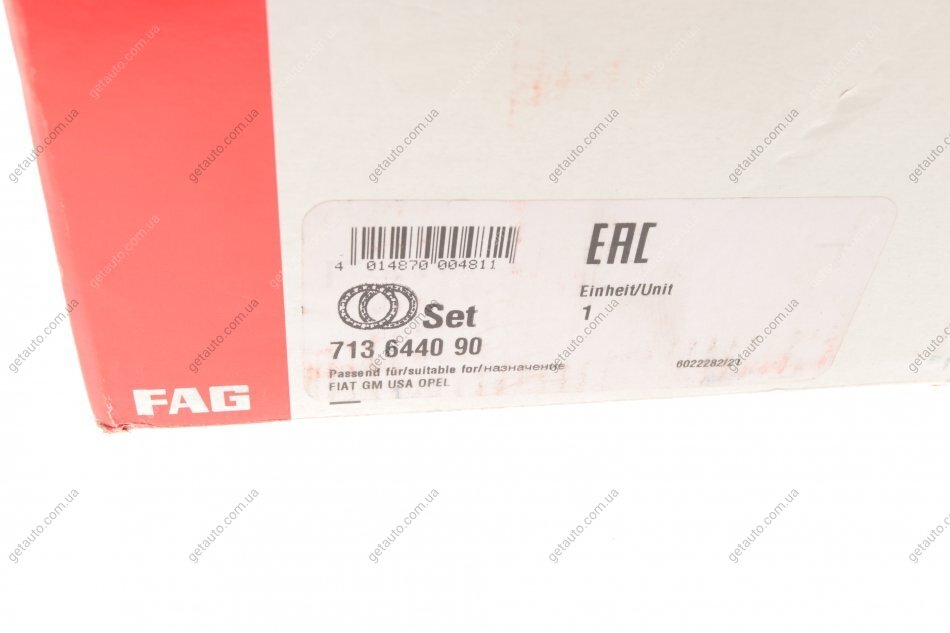 4 014870 004811
EAC
Set
Einheit/Unit
1
713 6440 90
Passend für/suitable for/назначение
FIAT GM USA OPEL
6022282/21
FAG
getauto.com.ua